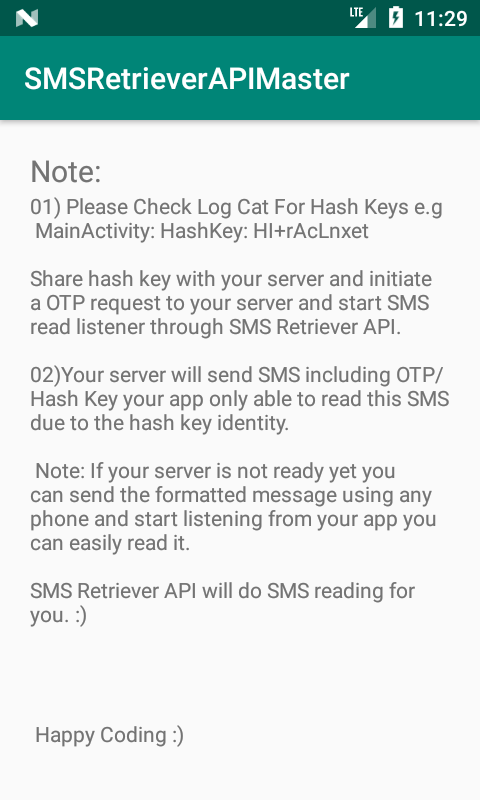 LTE 11:29
SMSRetrieverAPIMaster
Note:
01) Please Check Log Cat For Hash Keys e.g
MainActivity: HashKey: HI+rAcLnxet
Share hash key with your server and initiate
a OTP request to your server and start SMS
read listener through SMS Retriever API.
02)Your server will send SMS including OTP/
Hash Key your app only able to read this SMS
due to the hash key identity.
Note: If your server is not ready yet you
can send the formatted message using any
phone and start listening from your app you
can easily read it.
SMS Retriever API will do SMS reading for
you. :)
Happy Coding :)